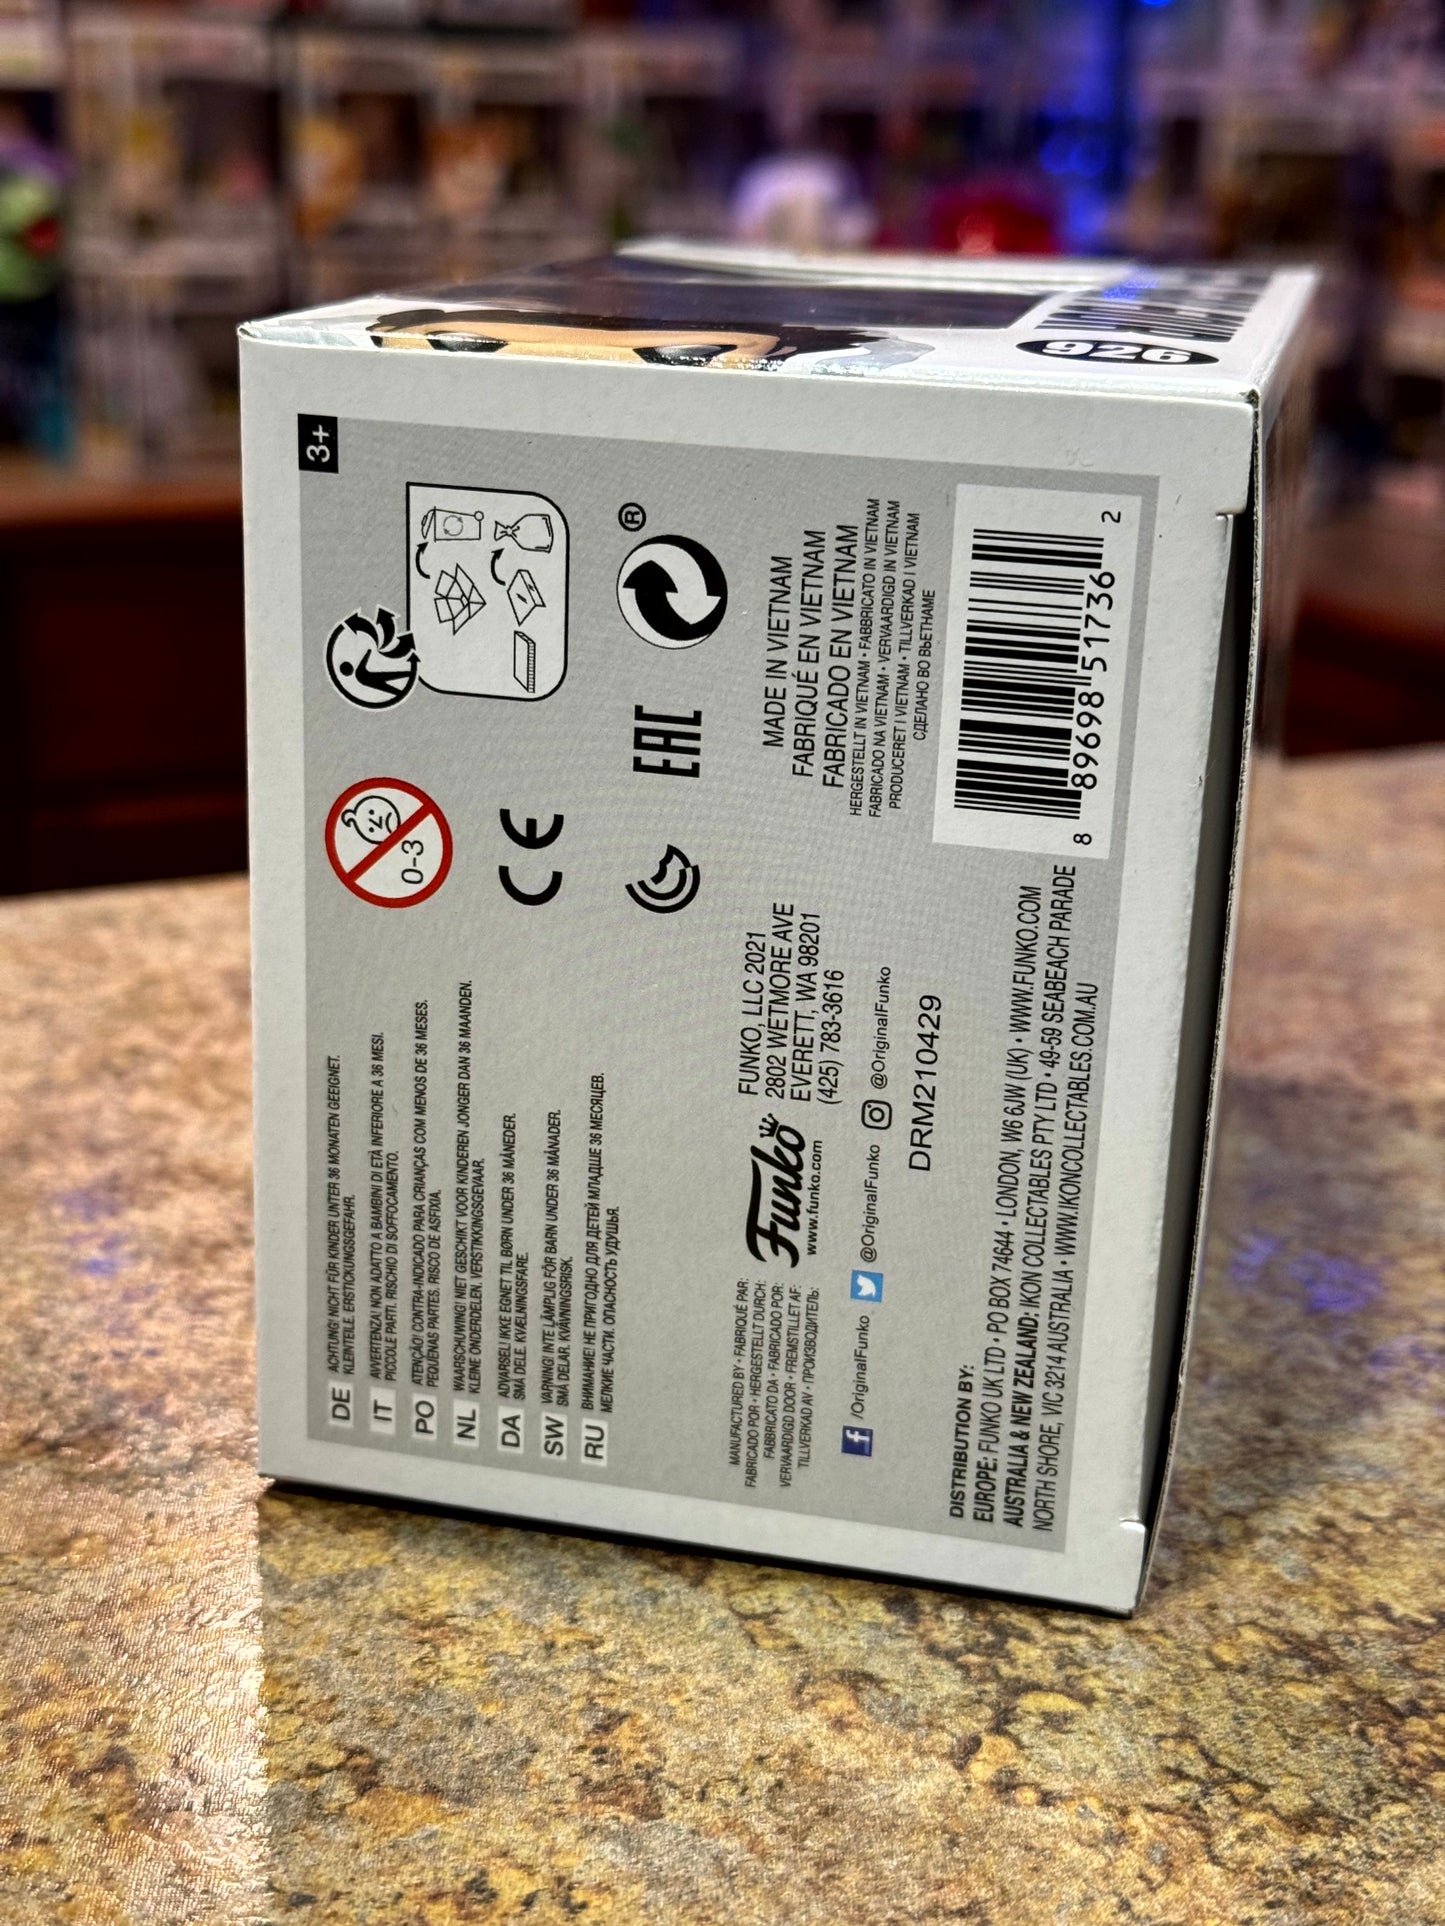 926
3+
DE ACHTUNG! NICHT FÜR KINDER UNTER 36 MONATEN GEEIGNET.
KLEINTEILE. ERSTICKUNGSGEFAHR.
IT AVVERTENZA! NON ADATTO A BAMBINI DI ETÀ INFERIORE A 36 MESI.
PICCOLE PARTI. RISCHIO DI SOFFOCAMENTO.
PO ATENÇÃO! CONTRA-INDICADO PARA CRIANÇAS COM MENOS DE 36 MESES.
PEQUENAS PARTES. RISCO DE ASFIXIA.
NL WAARSCHUWING! NIET GESCHIKT VOOR KINDEREN JONGER DAN 36 MAANDEN.
KLEINE ONDERDELEN. VERSTIKKINGSGEVAAR.
DA ADVARSEL! IKKE EGNET TIL BØRN UNDER 36 MÅNEDER.
SMÅ DELE. KVÆLNINGSFARE.
SW VARNING! INTE LÄMPLIG FÖR BARN UNDER 36 MÅNADER.
SMÅ DELAR. KVÄVNINGSRISK.
RU ВНИМАНИЕ! НЕ ПРИГОДНО ДЛЯ ДЕТЕЙ МЛАДШЕ 36 МЕСЯЦЕВ.
МЕЛКИЕ ЧАСТИ. ОПАСНОСТЬ УДУШЬЯ.
0-3
CE
EAC
®
MANUFACTURED BY • FABRIQUÉ PAR:
FABRICADO POR • HERGESTELLT DURCH:
FABBRICATO DA • FABRICADO POR:
VERVAARDIGD DOOR • FREMSTILLET AF:
TILLVERKAD AV • ПРОИЗВОДИТЕЛЬ:
Funko
www.funko.com
FUNKO, LLC 2021
2802 WETMORE AVE
EVERETT, WA 98201
(425) 783-3616
/OriginalFunko @OriginalFunko @OriginalFunko
DRM210429
MADE IN VIETNAM
FABRIQUÉ EN VIETNAM
FABRICADO EN VIETNAM
HERGESTELLT IN VIETNAM • FABBRICATO IN VIETNAM
FABRICADO NA VIETNAM • VERVAARDIGD IN VIETNAM
PRODUCERET I VIETNAM • TILLVERKAD I VIETNAM
СДЕЛАНО ВО ВЬЕТНАМЕ
DISTRIBUTION BY:
EUROPE: FUNKO UK LTD • PO BOX 74644 • LONDON, W6 6JW (UK) • WWW.FUNKO.COM
AUSTRALIA & NEW ZEALAND: IKON COLLECTABLES PTY LTD • 49-59 SEABEACH PARADE
NORTH SHORE, VIC 3214 AUSTRALIA • WWW.IKONCOLLECTABLES.COM.AU
8 89698 51736 2